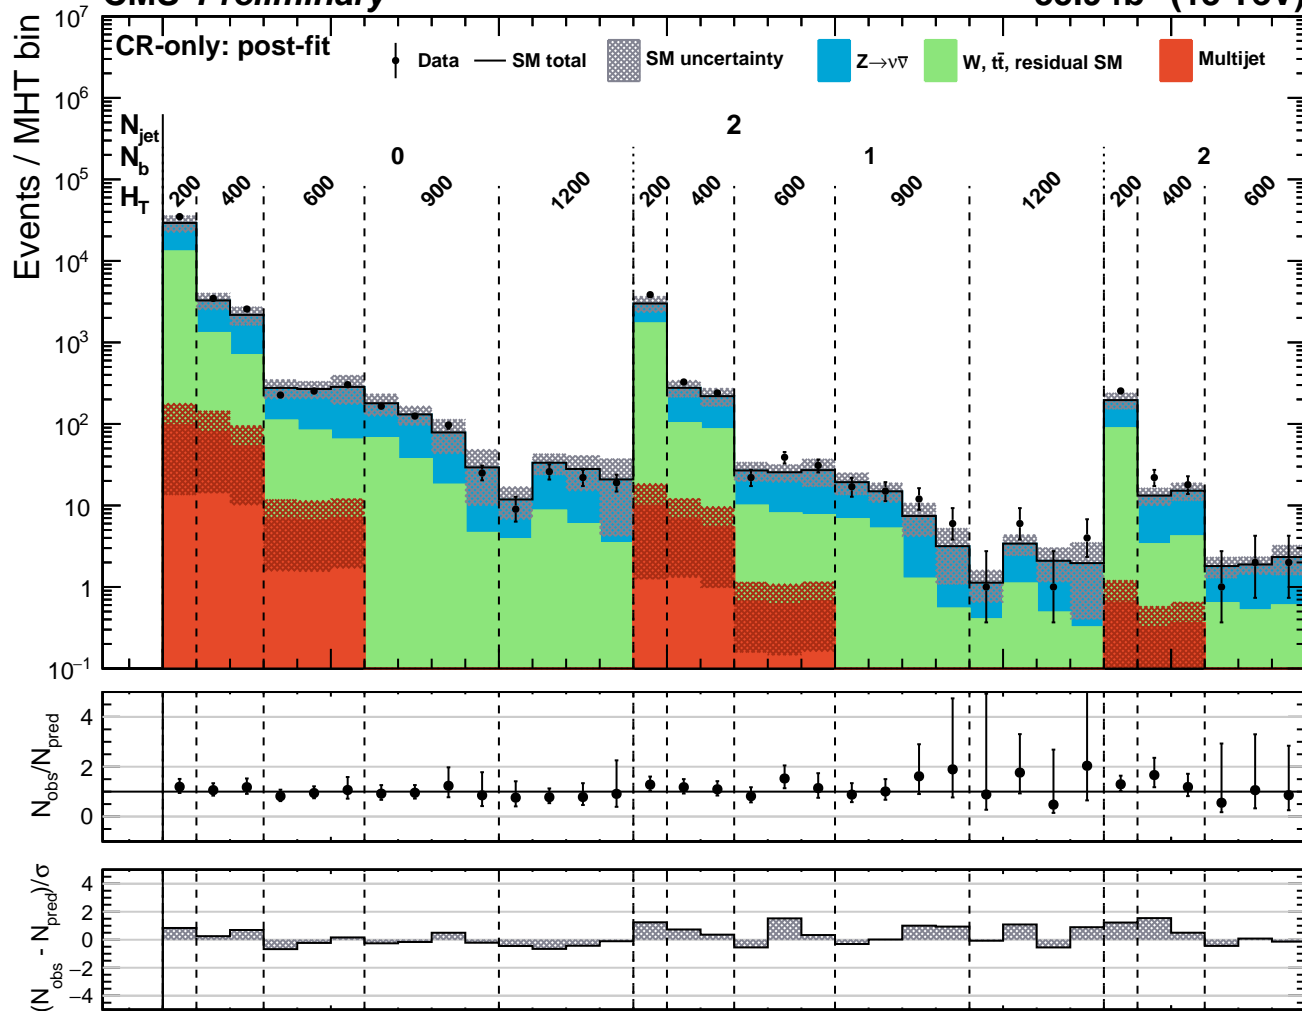 CMS Preliminary
CR-only: post-fit
Data
SM total
SM uncertainty
Z→νν̅
W, tt̅, residual SM
Multijet
Events / MHT bin
10^7
10^6
10^5
10^4
10^3
10^2
10
1
10^−1
N_jet 2
N_b 0 1 2
H_T 200 400 600 900 1200 200 400 600 900 1200 200 400 600
N_obs/N_pred
4
2
0
(N_obs - N_pred)/σ
4
2
0
−2
−4